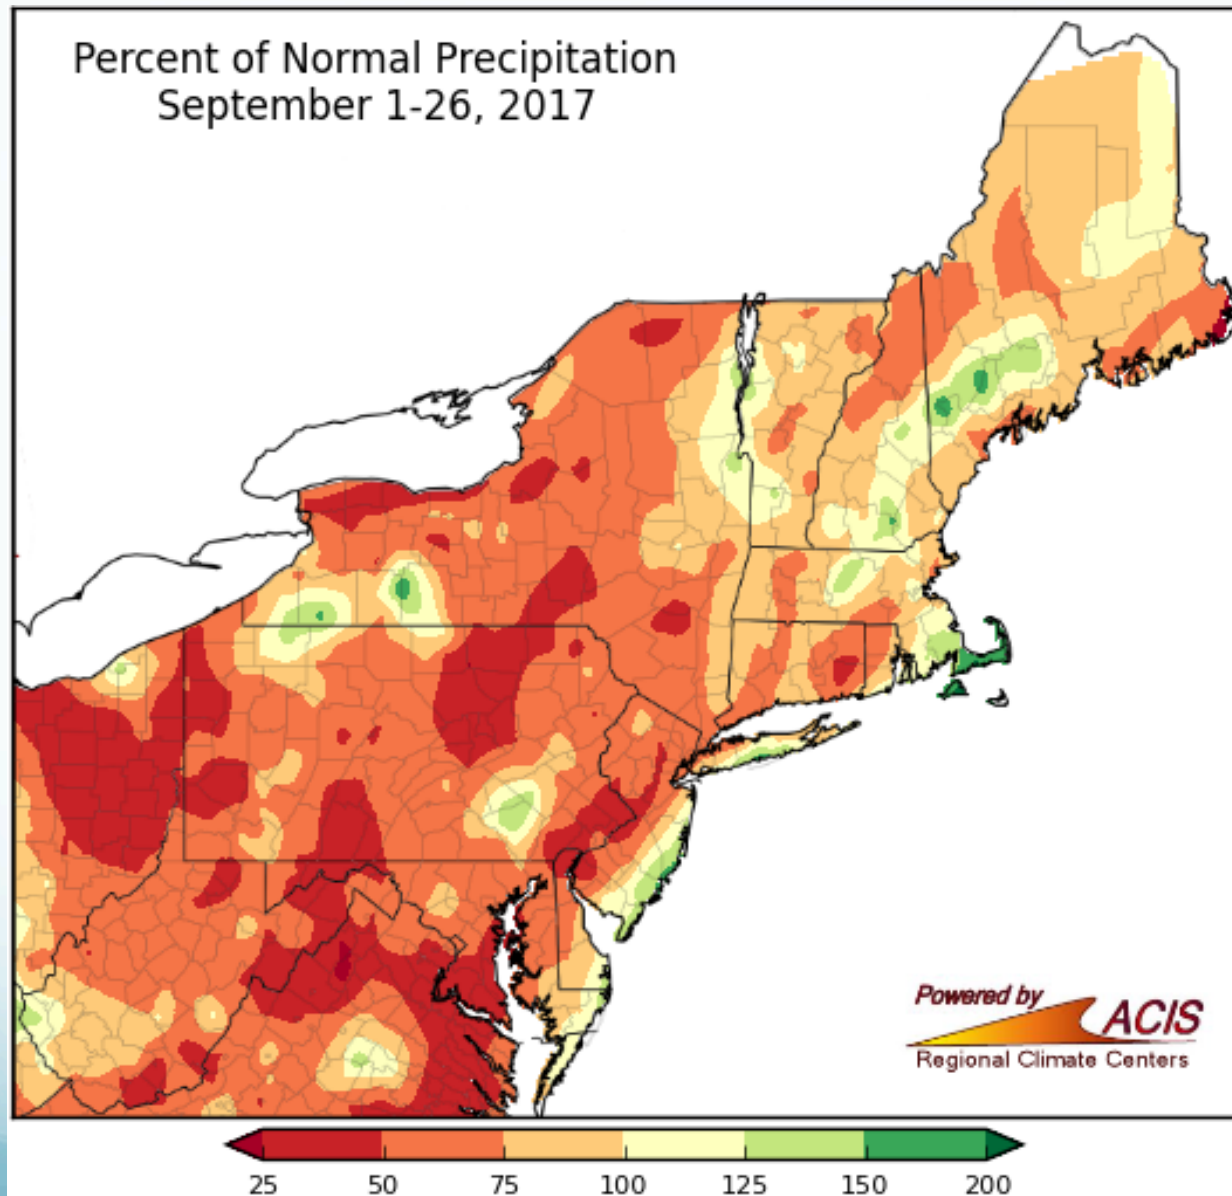 Percent of Normal Precipitation
September 1-26, 2017
Powered by
ACIS
Regional Climate Centers
25 50 75 100 125 150 200